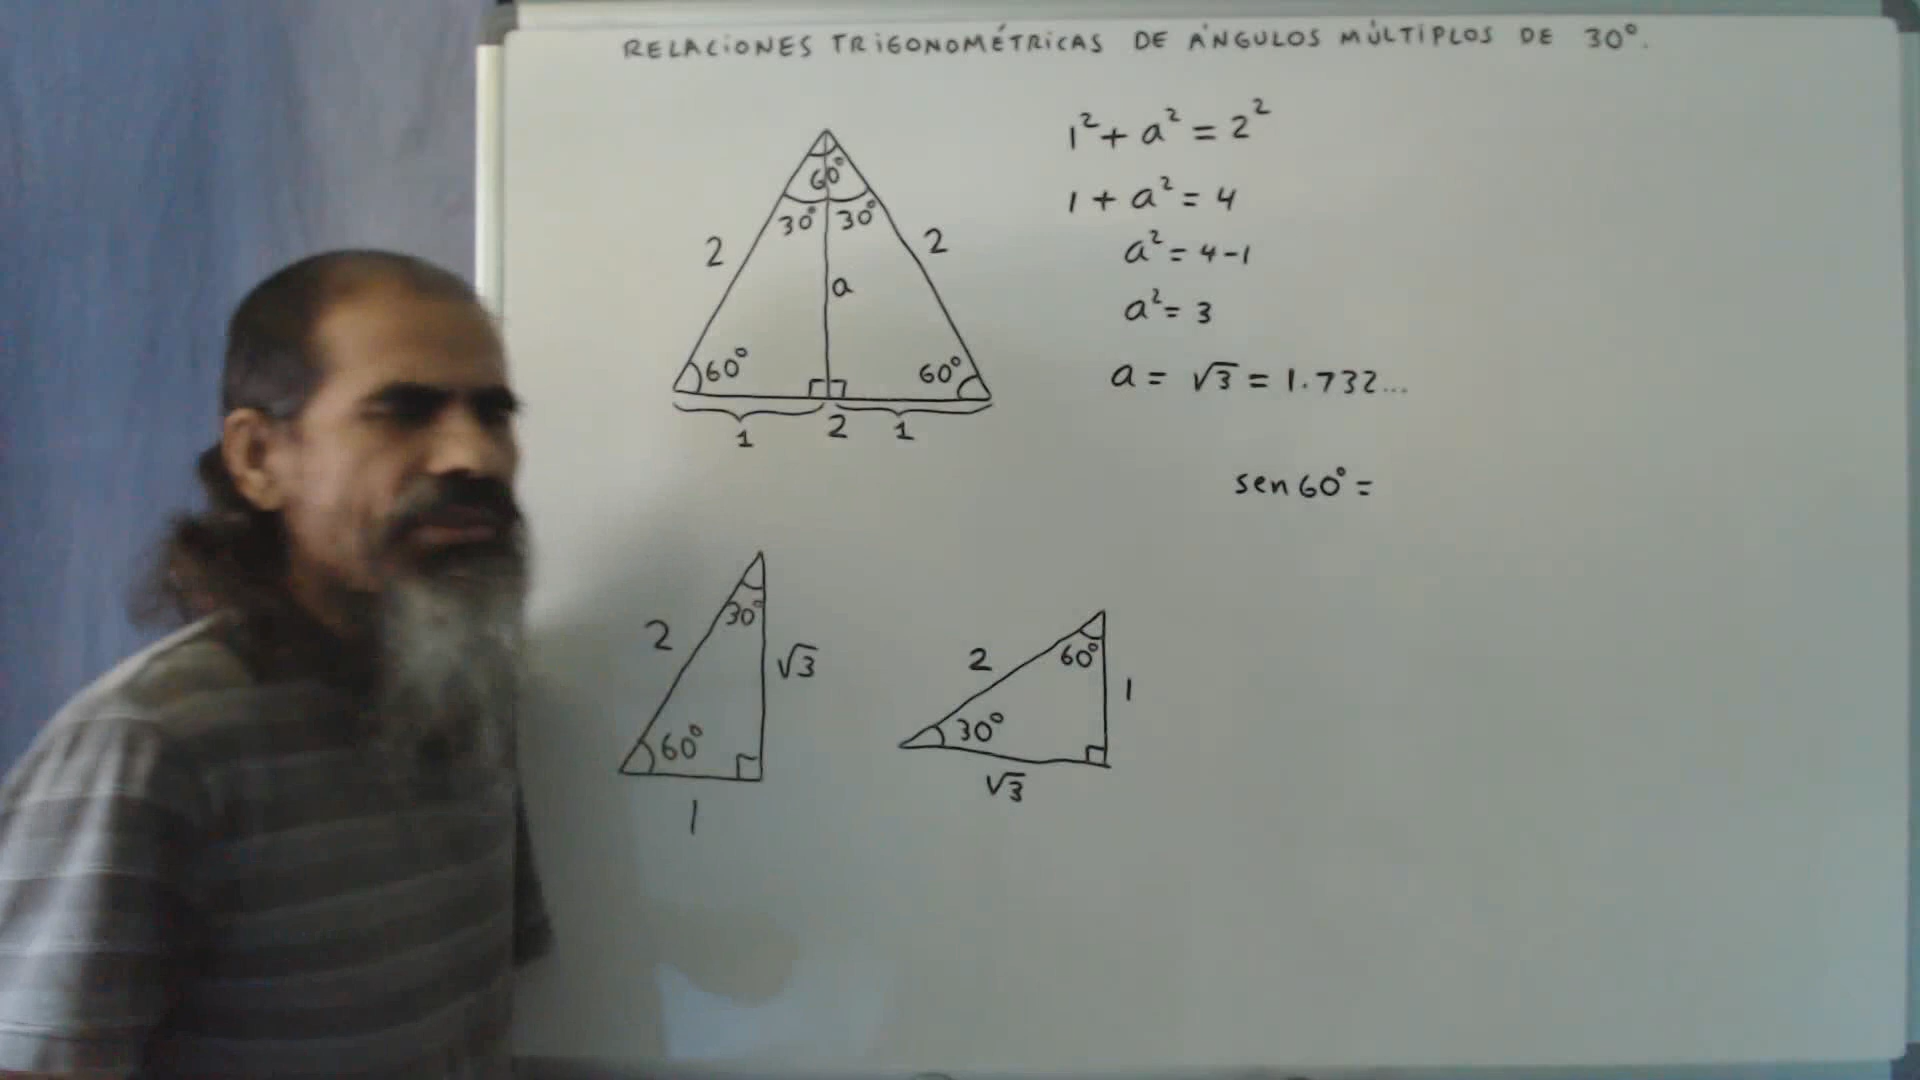 RELACIONES TRIGONOMÉTRICAS DE ÁNGULOS MÚLTIPLOS DE 30°.
60°
30° 30°
2 2
a
60° 60°
1 2 1
1² + a² = 2²
1 + a² = 4
a² = 4-1
a² = 3
a = √3 = 1.732...
sen60° =
30°
2 √3
60°
1
60°
2 1
30°
√3